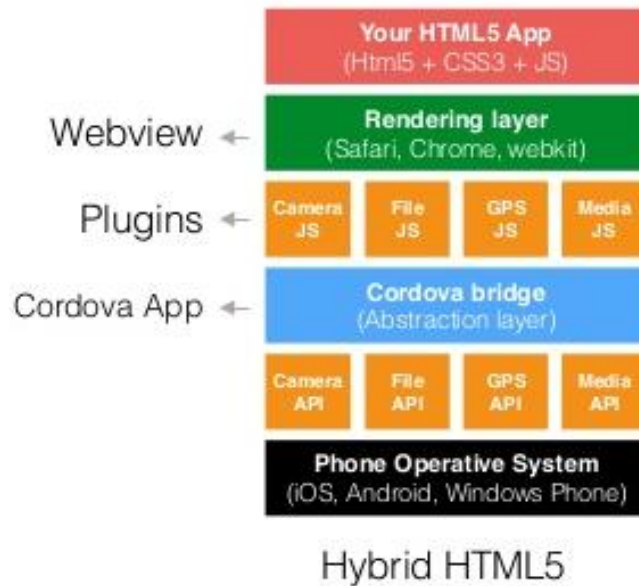 Your HTML5 App
(Html5 + CSS3 + JS)
Webview
Rendering layer
(Safari, Chrome, webkit)
Plugins
Camera
JS
File
JS
GPS
JS
Media
JS
Cordova App
Cordova bridge
(Abstraction layer)
Camera
API
File
API
GPS
API
Media
API
Phone Operative System
(iOS, Android, Windows Phone)
Hybrid HTML5